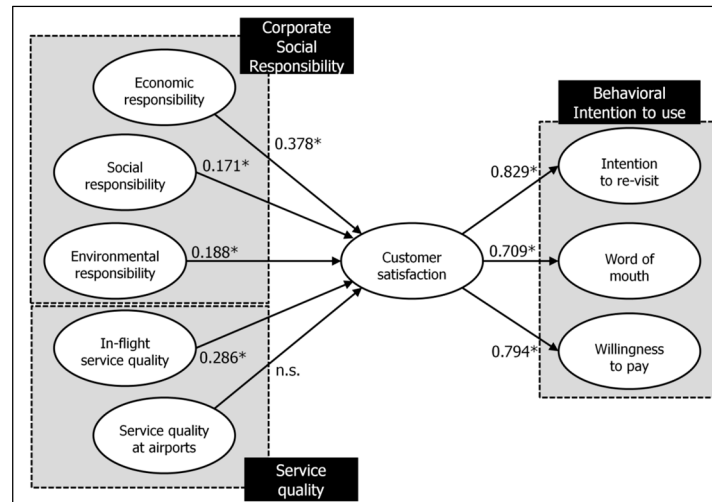 Corporate
Social
Responsibility
Economic
responsibility
0.378*
Social
responsibility
0.171*
Environmental
responsibility
0.188*
In-flight
service quality
0.286*
n.s.
Service quality
at airports
Service
quality
Customer
satisfaction
Behavioral
Intention to use
0.829*
Intention
to re-visit
0.709*
Word of
mouth
0.794*
Willingness
to pay